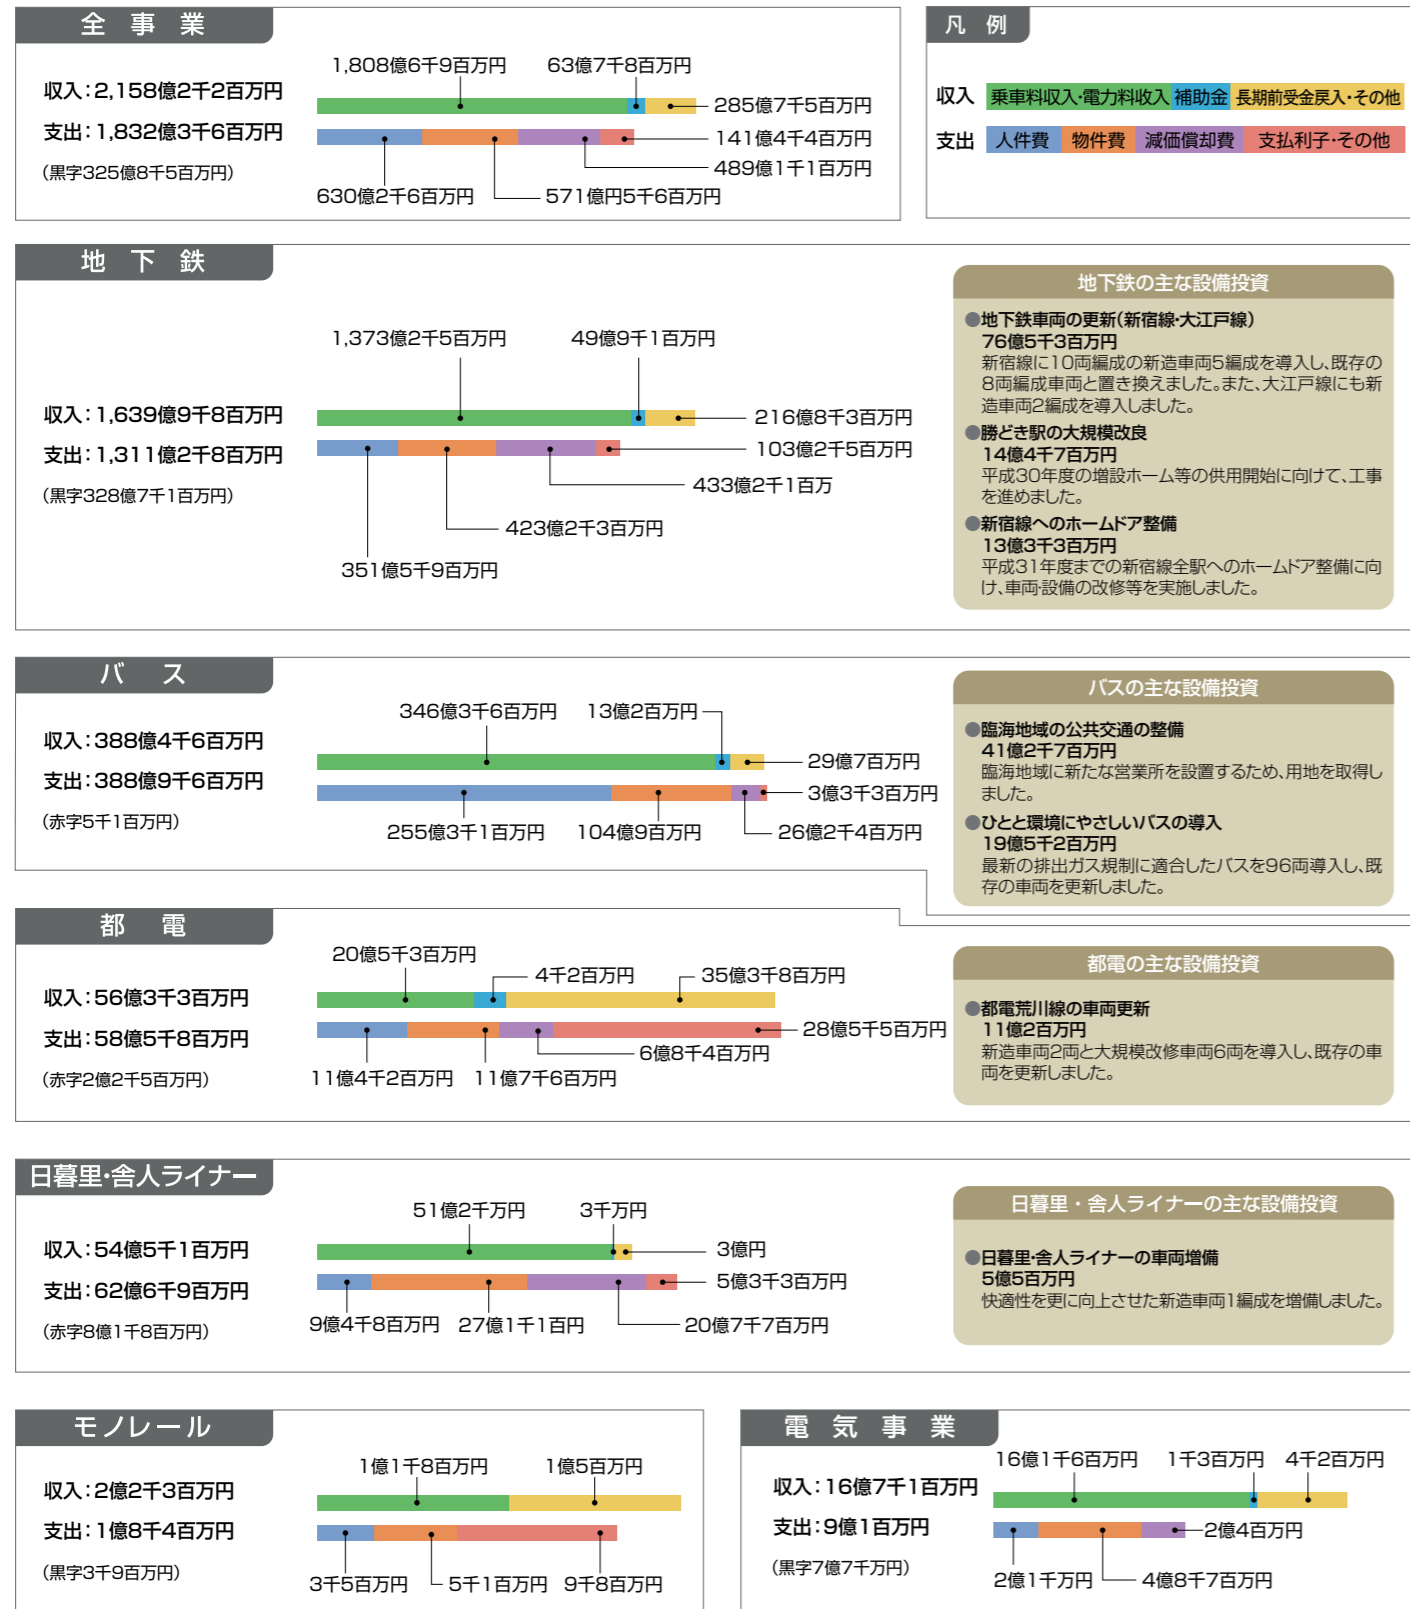 全事業
収入：2,158億2千2百万円
支出：1,832億3千6百万円
（黒字325億8千5百万円）
1,808億6千9百万円
63億7千8百万円
285億7千5百万円
141億4千4百万円
489億1千1百万円
630億2千6百万円
571億円5千6百万円
凡例
収入 乗車料収入・電力料収入 補助金 長期前受金戻入・その他
支出 人件費 物件費 減価償却費 支払利子・その他
地下鉄
収入：1,639億9千8百万円
支出：1,311億2千8百万円
（黒字328億7千1百万円）
1,373億2千5百万円
49億9千1百万円
216億8千3百万円
103億2千5百万円
433億2千1百万
423億2千3百万円
351億5千9百万円
地下鉄の主な設備投資
●地下鉄車両の更新（新宿線・大江戸線）
76億5千3百万円
新宿線に10両編成の新造車両5編成を導入し、既存の
8両編成車両と置き換えました。また、大江戸線にも新
造車両2編成を導入しました。
●勝どき駅の大規模改良
14億4千7百万円
平成30年度の増設ホーム等の供用開始に向けて、工事
を進めました。
●新宿線へのホームドア整備
13億3千3百万円
平成31年度までの新宿線全駅へのホームドア整備に向
け、車両・設備の改修等を実施しました。
バス
収入：388億4千6百万円
支出：388億9千6百万円
（赤字5千1百万円）
346億3千6百万円
13億2百万円
29億7百万円
3億3千3百万円
255億3千1百万円
104億9百万円
26億2千4百万円
バスの主な設備投資
●臨海地域の公共交通の整備
41億2千7百万円
臨海地域に新たな営業所を設置するため、用地を取得し
ました。
●ひとと環境にやさしいバスの導入
19億5千2百万円
最新の排出ガス規制に適合したバスを96両導入し、既
存の車両を更新しました。
都電
収入：56億3千3百万円
支出：58億5千8百万円
（赤字2億2千5百万円）
20億5千3百万円
4千2百万円
35億3千8百万円
28億5千5百万円
6億8千4百万円
11億4千2百万円
11億7千6百万円
都電の主な設備投資
●都電荒川線の車両更新
11億2百万円
新造車両2両と大規模改修車両6両を導入し、既存の車
両を更新しました。
日暮里・舎人ライナー
収入：54億5千1百万円
支出：62億6千9百万円
（赤字8億1千8百万円）
51億2千万円
3千万円
3億円
5億3千3百万円
9億4千8百万円
27億1千1百円
20億7千7百万円
日暮里・舎人ライナーの主な設備投資
●日暮里・舎人ライナーの車両増備
5億5百万円
快適性を更に向上させた新造車両1編成を増備しました。
モノレール
収入：2億2千3百万円
支出：1億8千4百万円
（黒字3千9百万円）
1億1千8百万円
1億5百万円
3千5百万円
5千1百万円
9千8百万円
電気事業
収入：16億7千1百万円
支出：9億1百万円
（黒字7億7千万円）
16億1千6百万円
1千3百万円
4千2百万円
2億4百万円
2億1千万円
4億8千7百万円